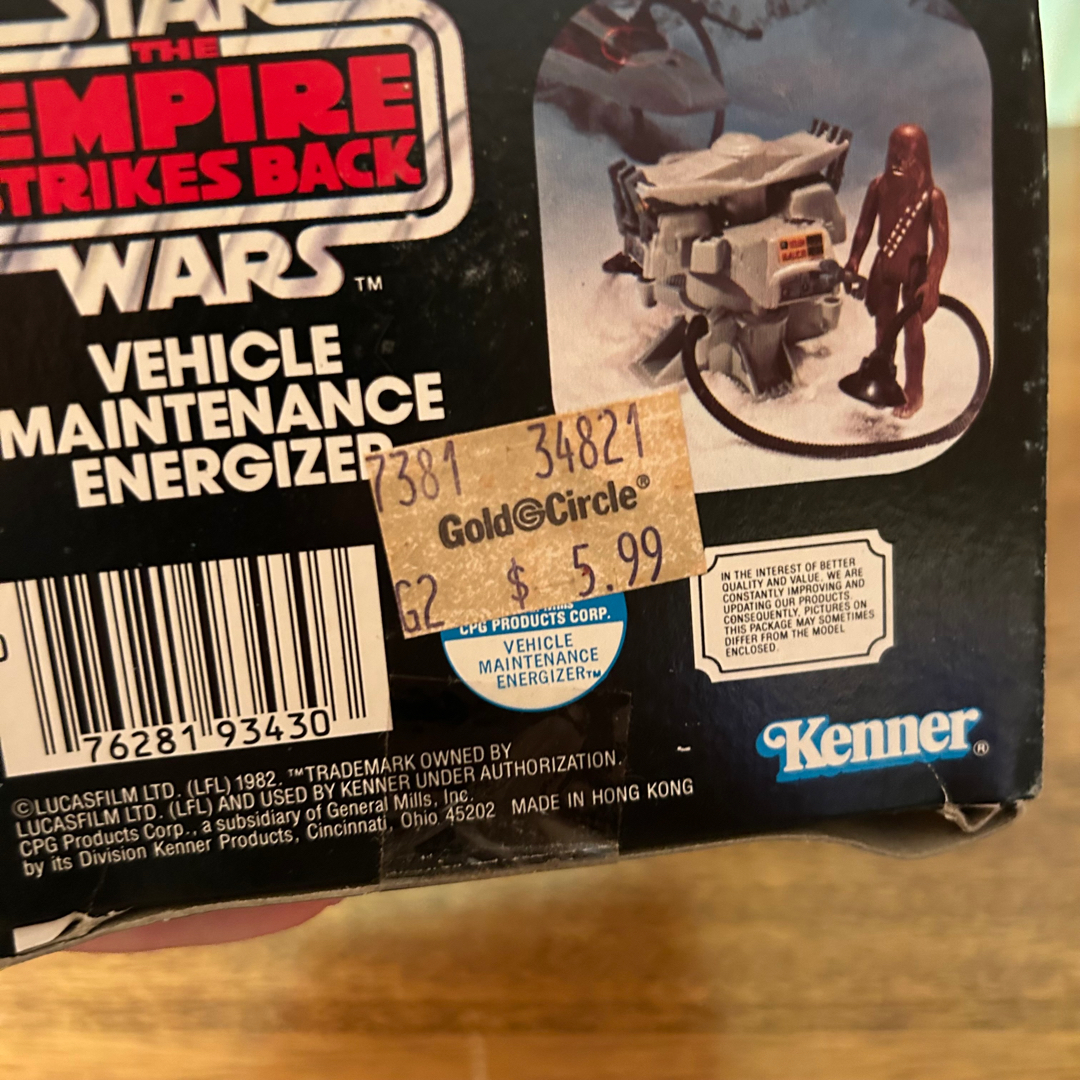 STAR
THE
EMPIRE
STRIKES BACK
WARS™
VEHICLE
MAINTENANCE
ENERGIZER
7381 34821
GoldCircle®
G2 $ 5.99
CPG PRODUCTS CORP.
VEHICLE
MAINTENANCE
ENERGIZER™
IN THE INTEREST OF BETTER
QUALITY AND VALUE, WE ARE
CONSTANTLY IMPROVING AND
UPDATING OUR PRODUCTS.
CONSEQUENTLY, PICTURES ON
THIS PACKAGE MAY SOMETIMES
DIFFER FROM THE MODEL
ENCLOSED.
0 76281 93430
Kenner®
©LUCASFILM LTD. (LFL) 1982. ™TRADEMARK OWNED BY
LUCASFILM LTD. (LFL) AND USED BY KENNER UNDER AUTHORIZATION.
CPG Products Corp., a subsidiary of General Mills, Inc.
by its Division Kenner Products, Cincinnati, Ohio 45202 MADE IN HONG KONG